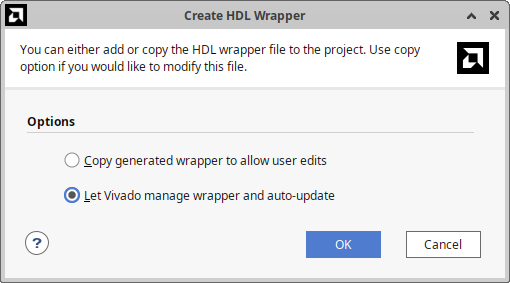 Create HDL Wrapper
You can either add or copy the HDL wrapper file to the project. Use copy
option if you would like to modify this file.
Options
Copy generated wrapper to allow user edits
Let Vivado manage wrapper and auto-update
?
OK
Cancel